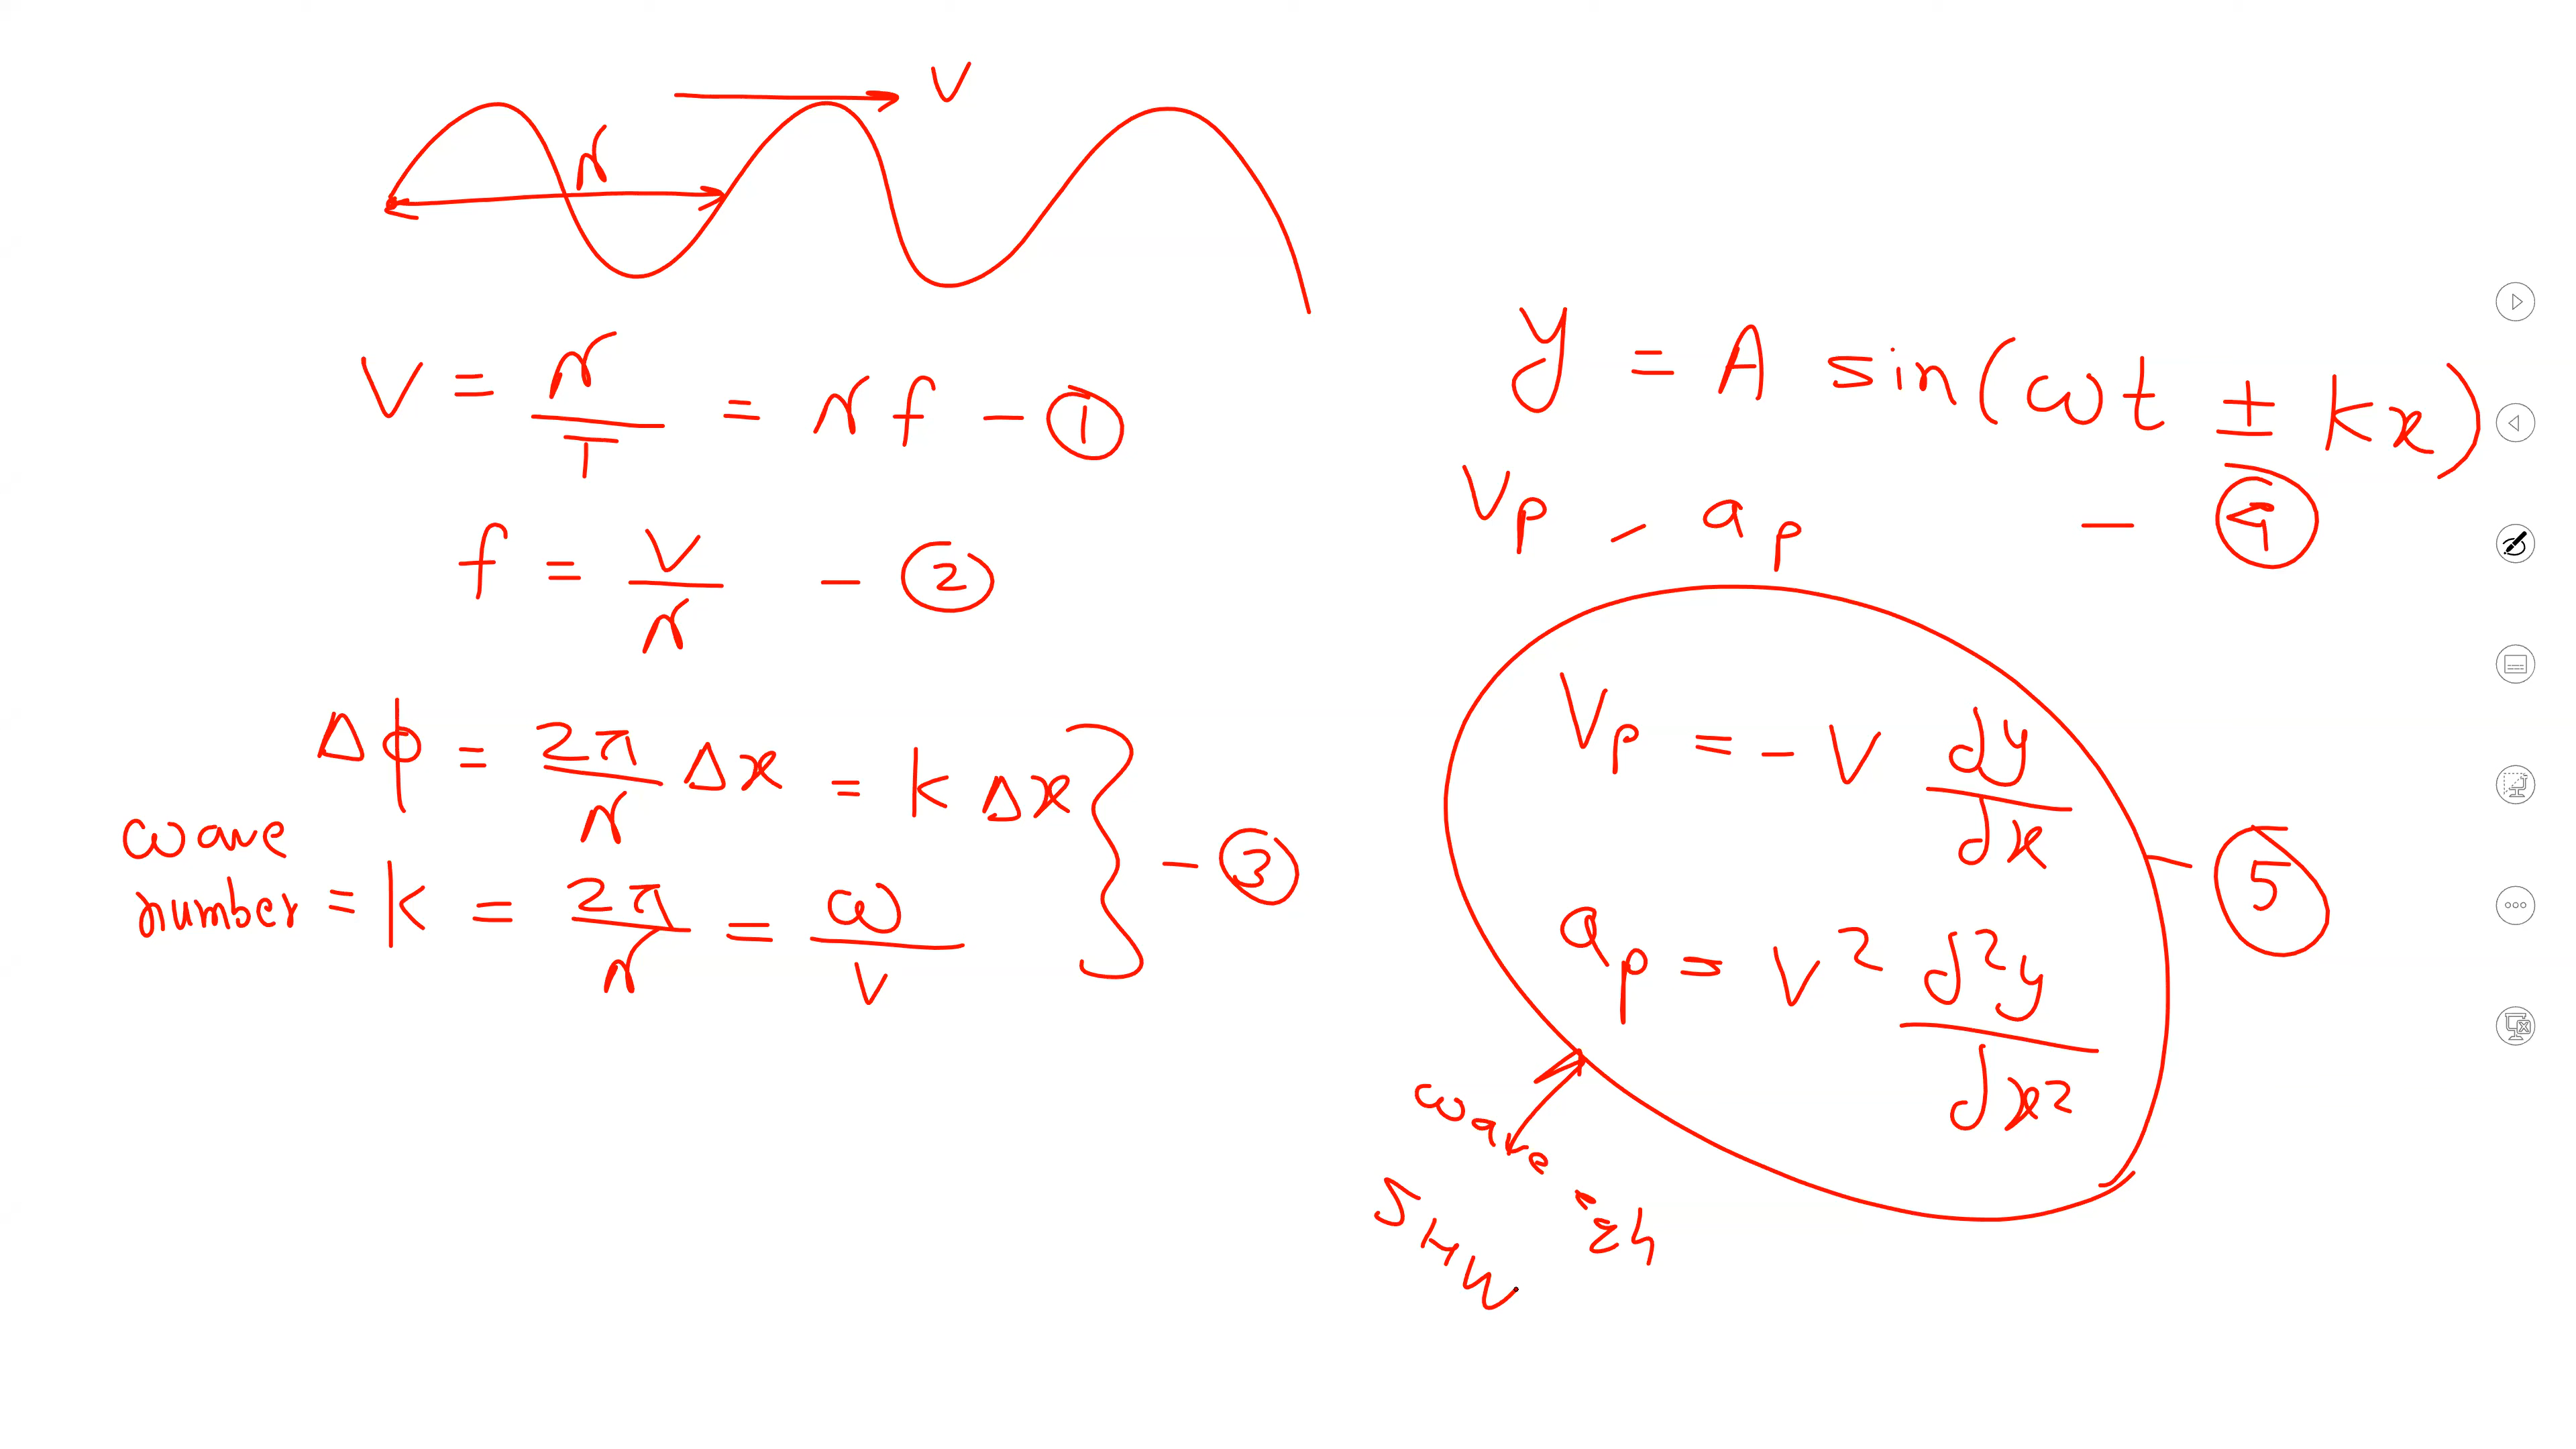 V
λ
V = λ/T = λ f - ①
f = V/λ - ②
Δϕ = 2π/λ Δx = k Δx
wave
number = k = 2π/λ = ω/v
} - ③
y = A sin(ωt ± kx)
Vp - ap - ④
Vp = - V dy/dx
ap = V² d²y/dx²
- ⑤
wave eqn
SHW